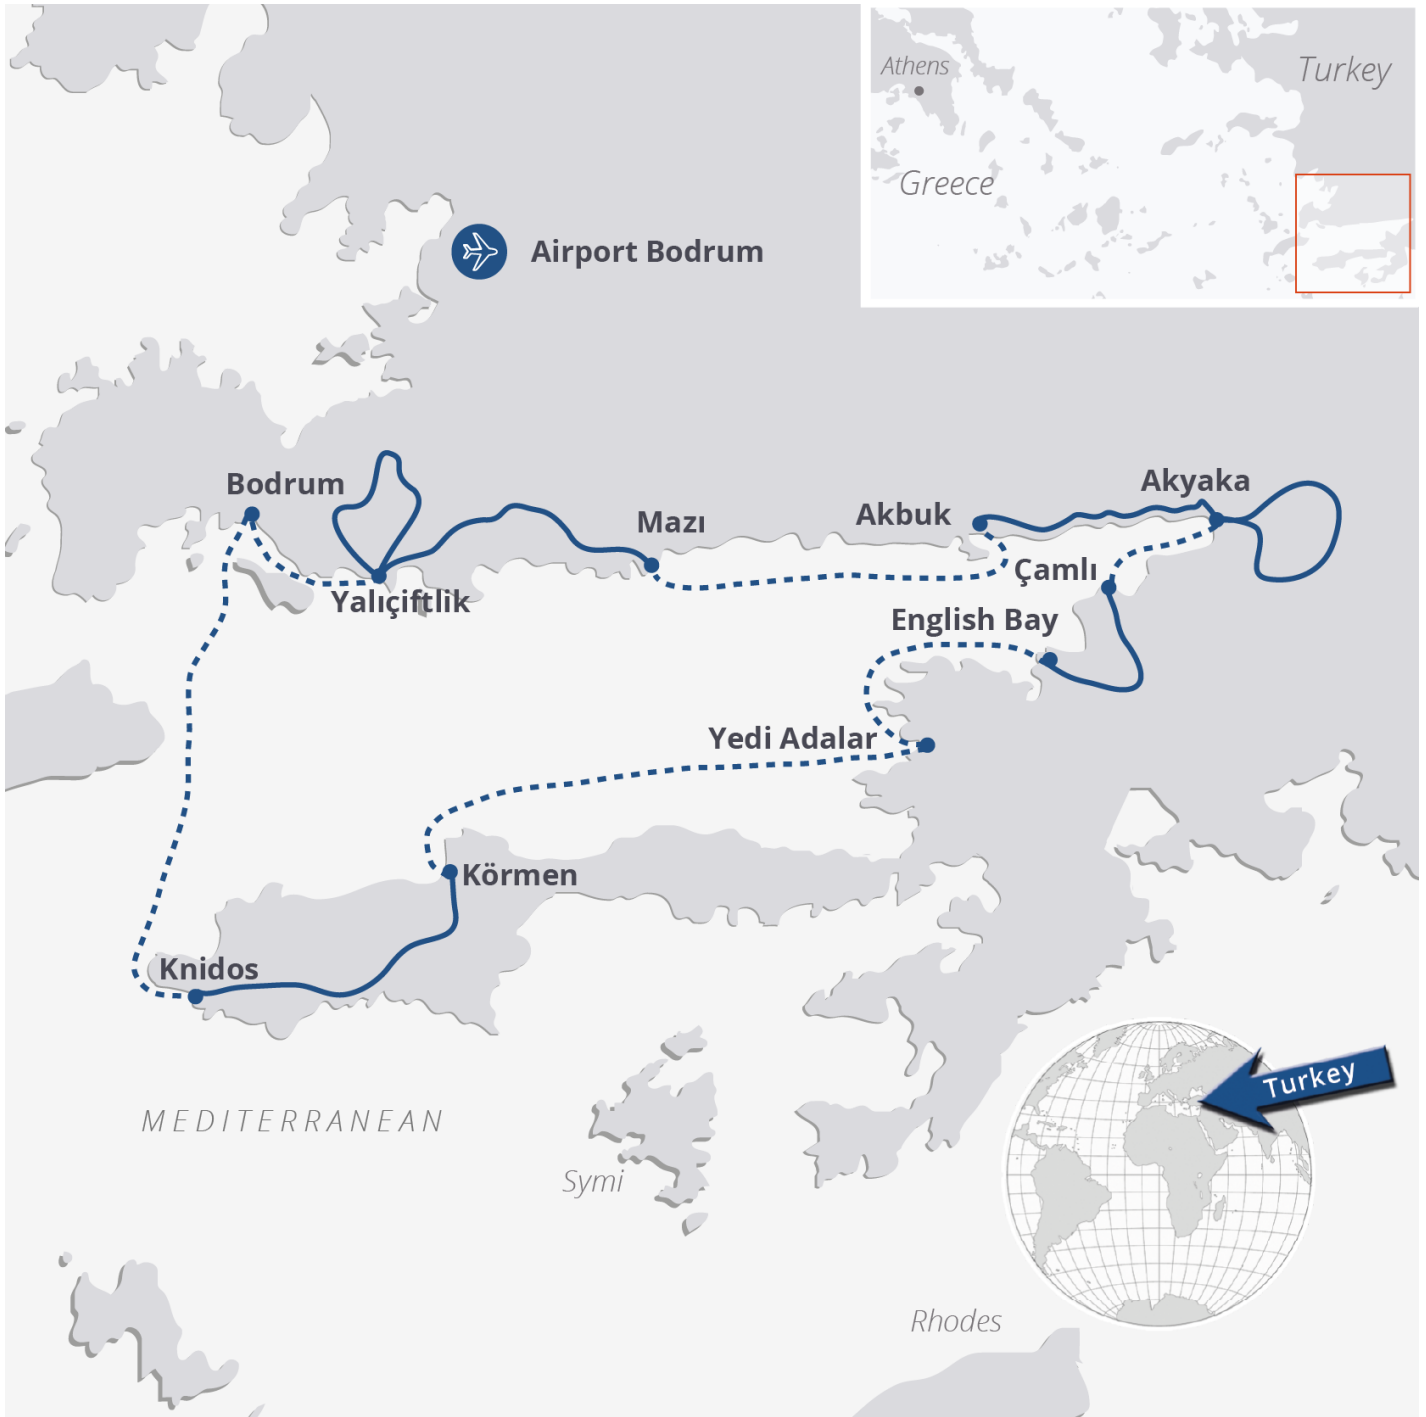 Athens
Turkey
Greece
Airport Bodrum
Bodrum
Akyaka
Mazı
Akbuk
Çamlı
Yalıçiftlik
English Bay
Yedi Adalar
Körmen
Knidos
Turkey
MEDITERRANEAN
Symi
Rhodes